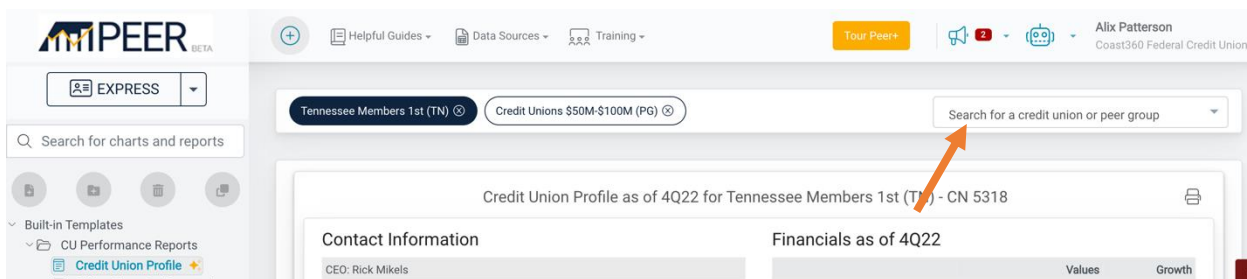 PEER BETA
Helpful Guides
Data Sources
Training
Tour Peer+
2
Alix Patterson
Coast360 Federal Credit Union
EXPRESS
Tennessee Members 1st (TN)
Credit Unions $50M-$100M (PG)
Search for a credit union or peer group
Search for charts and reports
Built-in Templates
CU Performance Reports
Credit Union Profile
Credit Union Profile as of 4Q22 for Tennessee Members 1st (TN) - CN 5318
Contact Information
CEO: Rick Mikels
Financials as of 4Q22
Values Growth